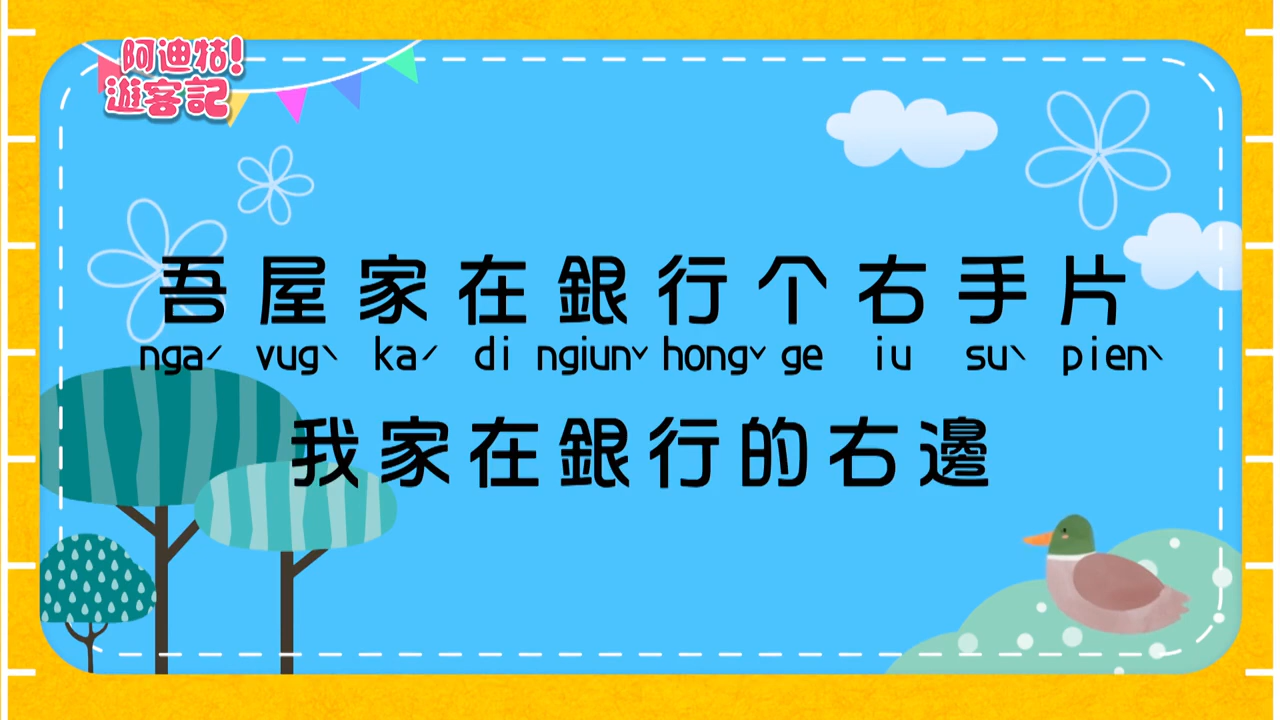 阿迪牯!
遊客記
吾屋家在銀行个右手片
ngaˊ vugˋ kaˊ di ngiunˇ hongˇ ge iu suˋ pienˋ
我家在銀行的右邊